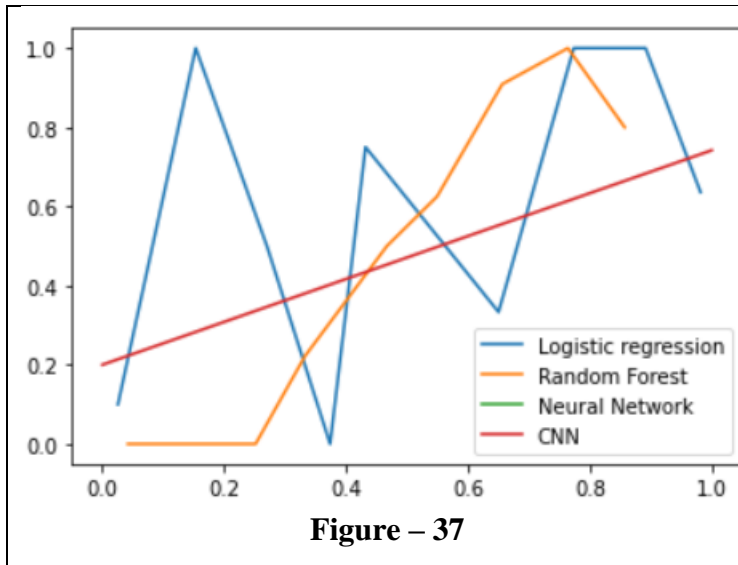 1.0
0.8
0.6
0.4
0.2
0.0
Logistic regression
Random Forest
Neural Network
CNN
0.0 0.2 0.4 0.6 0.8 1.0
Figure – 37